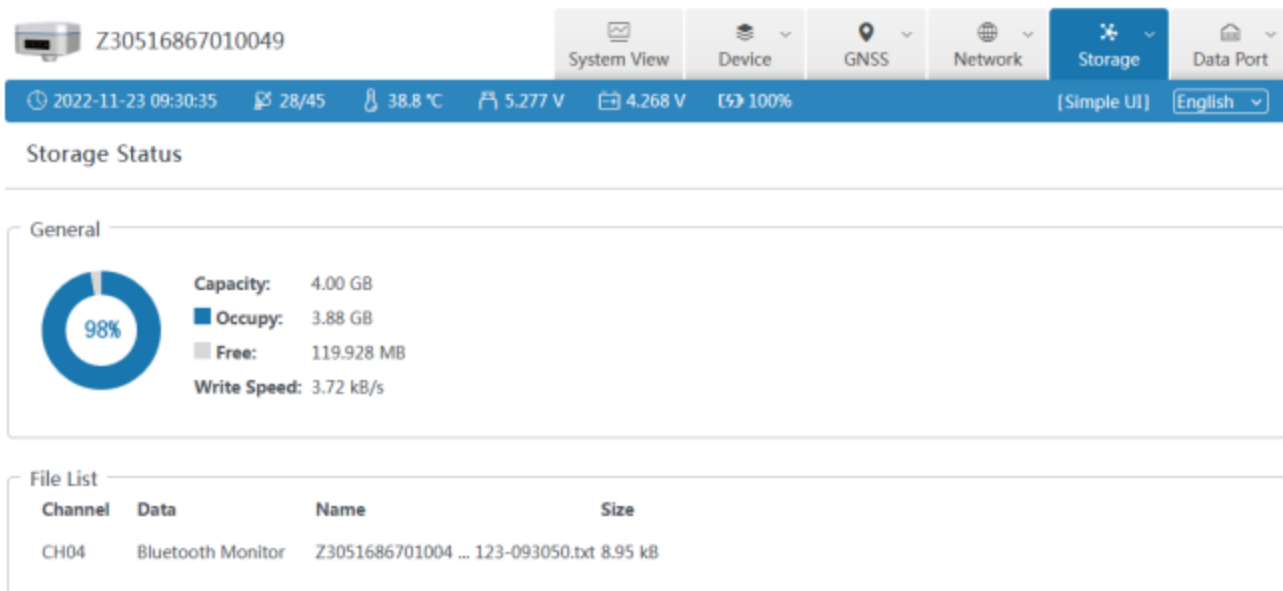 Z30516867010049
System View
Device
GNSS
Network
Storage
Data Port
2022-11-23 09:30:35 28/45 38.8 ℃ 5.277 V 4.268 V 100% [Simple UI] English
Storage Status
General
98%
Capacity: 4.00 GB
Occupy: 3.88 GB
Free: 119.928 MB
Write Speed: 3.72 kB/s
File List
Channel Data Name Size
CH04 Bluetooth Monitor Z3051686701004 ... 123-093050.txt 8.95 kB